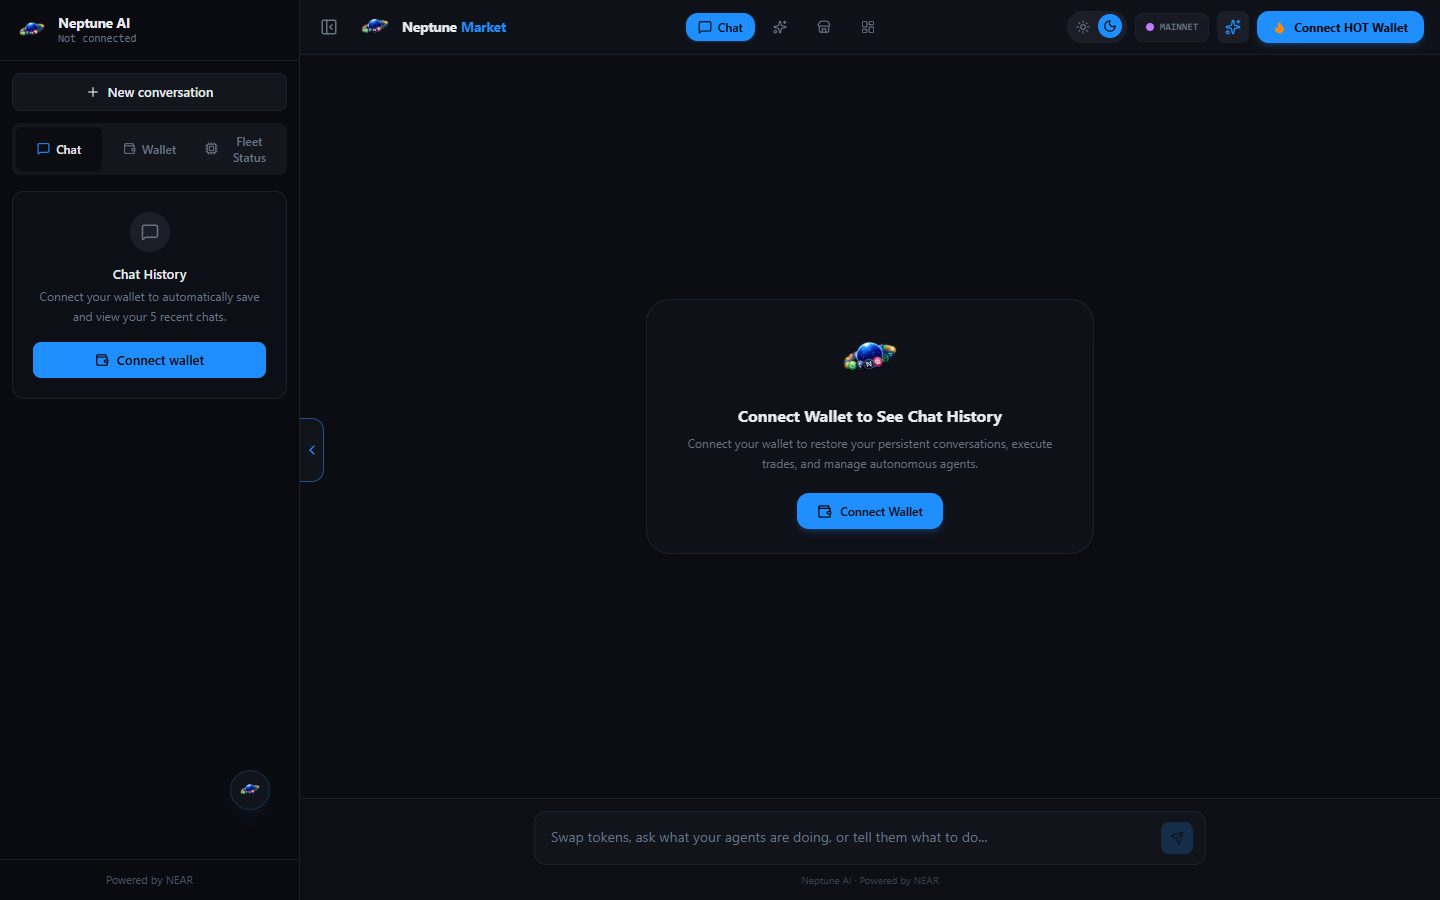 Neptune AI
Not connected
New conversation
Chat
Wallet
Fleet
Status
Chat History
Connect your wallet to automatically save
and view your 5 recent chats.
Connect wallet
Powered by NEAR
Neptune Market
Chat
MAINNET
Connect HOT Wallet
Connect Wallet to See Chat History
Connect your wallet to restore your persistent conversations, execute
trades, and manage autonomous agents.
Connect Wallet
Swap tokens, ask what your agents are doing, or tell them what to do...
Neptune AI · Powered by NEAR